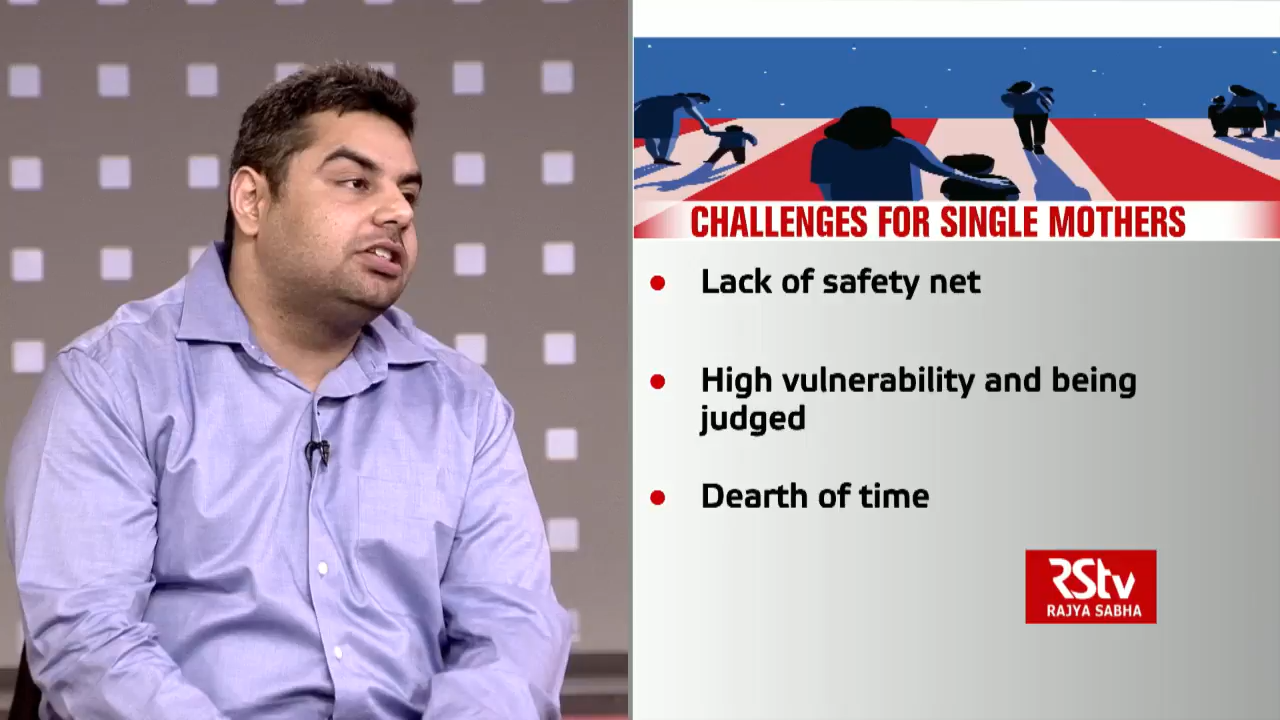 CHALLENGES FOR SINGLE MOTHERS
Lack of safety net
High vulnerability and being
judged
Dearth of time
RStv
RAJYA SABHA